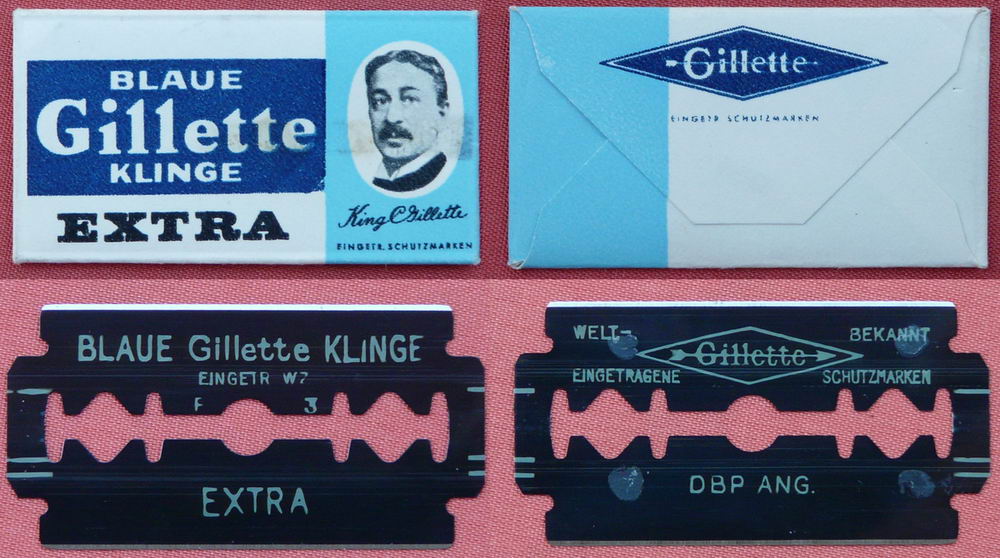 BLAUE
Gillette
KLINGE
EXTRA
King C Gillette
EINGETR. SCHUTZMARKEN
Gillette
EINGETR. SCHUTZMARKEN
BLAUE Gillette KLINGE
EINGETR WZ
F 3
EXTRA
WELT- BEKANNT
Gillette
EINGETRAGENE SCHUTZMARKEN
DBP ANG.